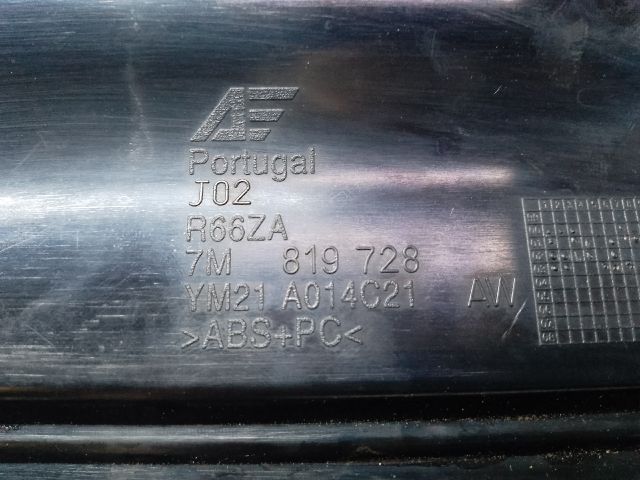 AE
Portugal
J02
R66ZA
7M 819 728
YM21 A014C21 AW
>ABS+PC<